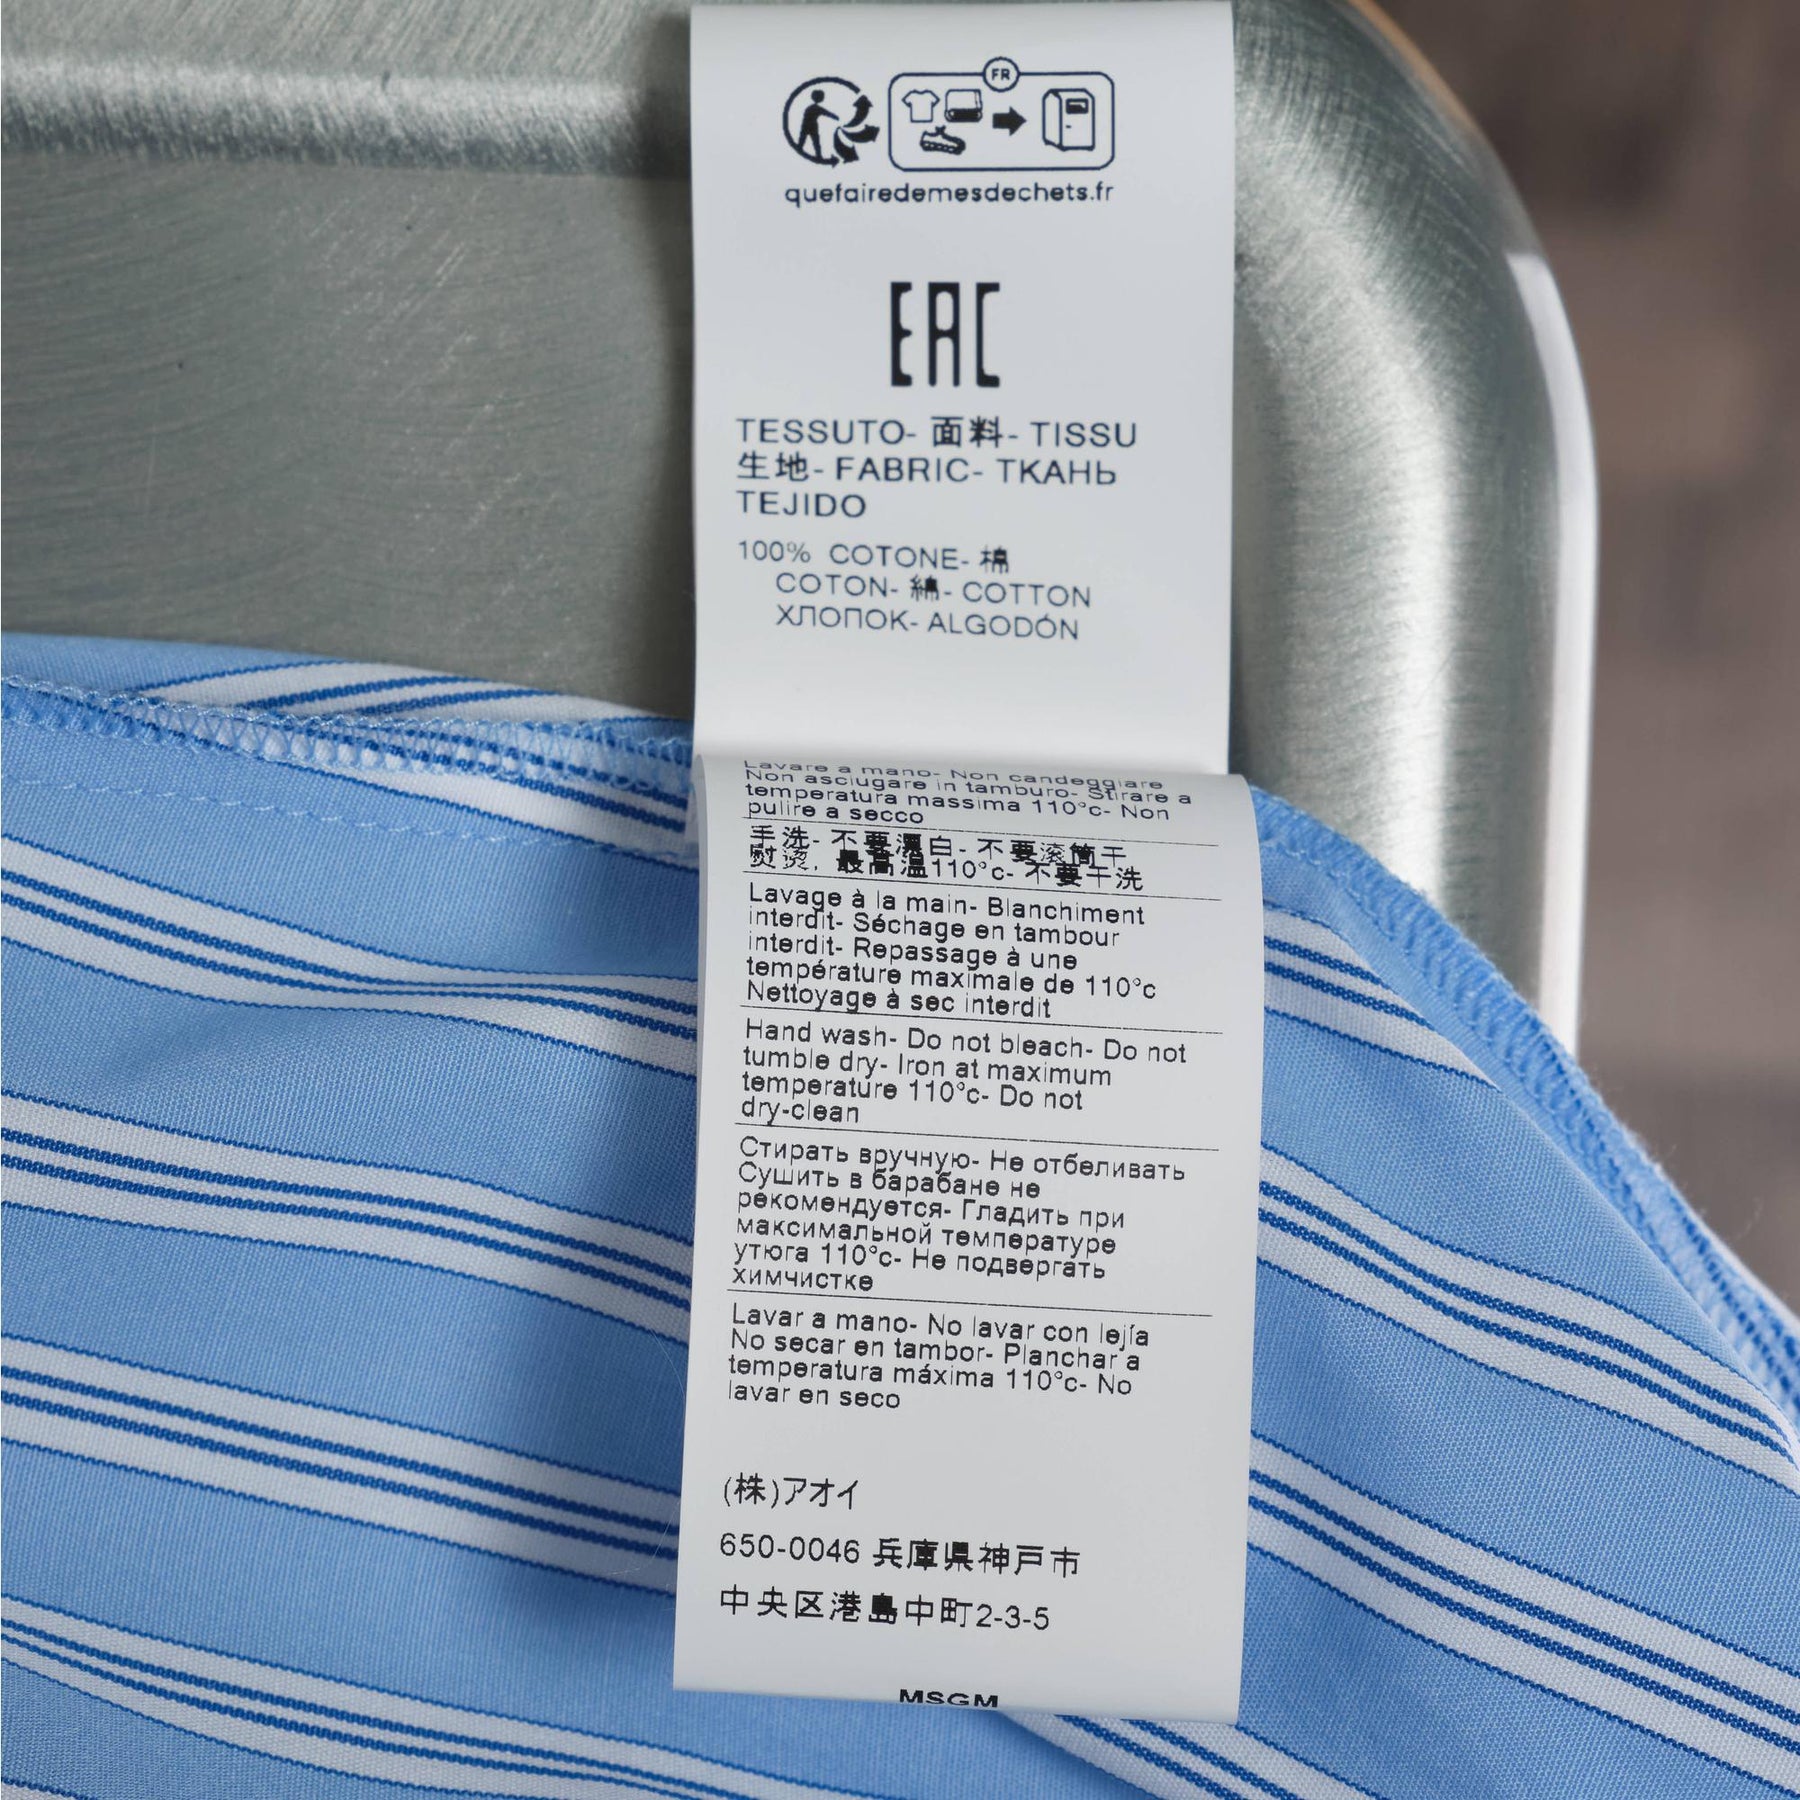 FR
quefairedemesdechets.fr
EAC
TESSUTO- 面料- TISSU
生地- FABRIC- ТКАНЬ
TEJIDO
100% COTONE- 棉
COTON- 綿- COTTON
ХЛОПОК- ALGODÓN
Lavare a mano- Non candeggiare
Non asciugare in tamburo- Stirare a
temperatura massima 110°c- Non
pulire a secco
手洗- 不要漂白- 不要滚筒干
熨烫, 最高温110°c- 不要干洗
Lavage à la main- Blanchiment
interdit- Séchage en tambour
interdit- Repassage à une
température maximale de 110°c
Nettoyage à sec interdit
Hand wash- Do not bleach- Do not
tumble dry- Iron at maximum
temperature 110°c- Do not
dry-clean
Стирать вручную- Не отбеливать
Сушить в барабане не
рекомендуется- Гладить при
максимальной температуре
утюга 110°c- Не подвергать
химчистке
Lavar a mano- No lavar con lejía
No secar en tambor- Planchar a
temperatura máxima 110°c- No
lavar en seco
(株)アオイ
650-0046 兵庫県神戸市
中央区港島中町2-3-5
MSGM